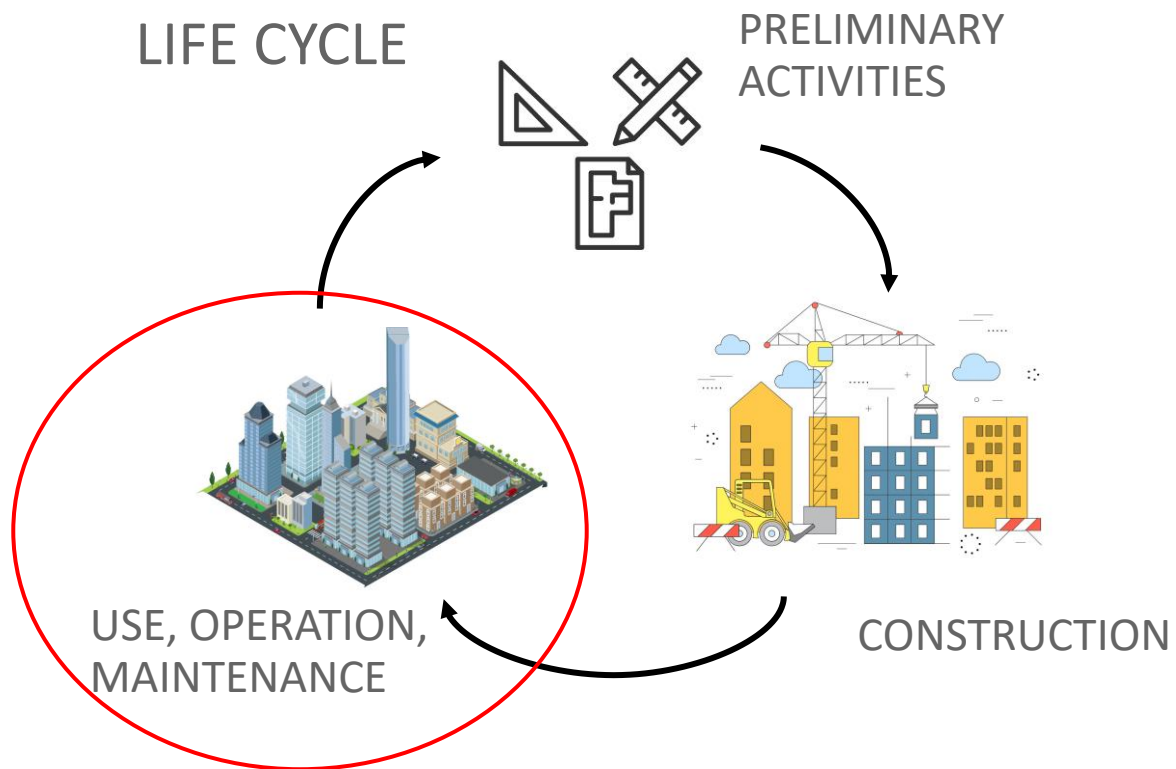 LIFE CYCLE
PRELIMINARY
ACTIVITIES
USE, OPERATION,
MAINTENANCE
CONSTRUCTION